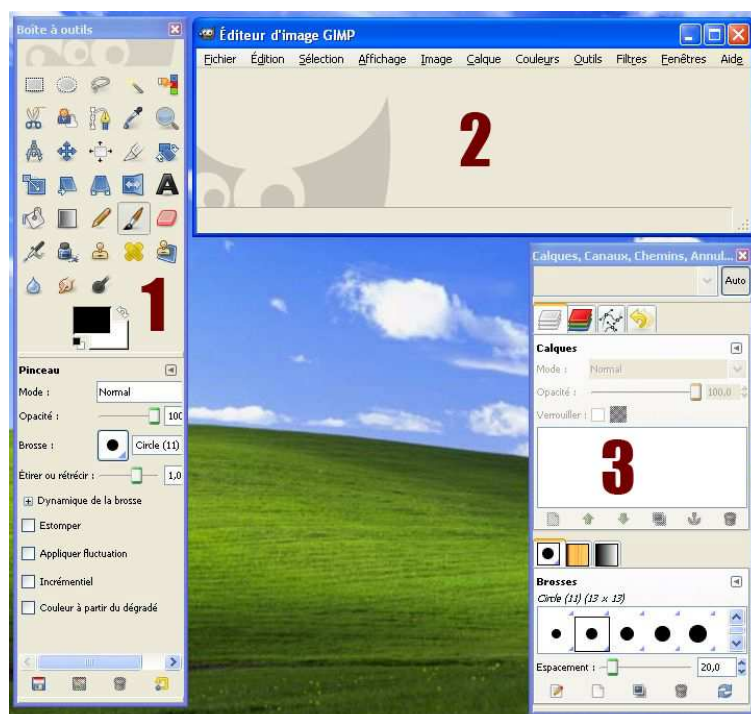 Boîte à outils
1
Pinceau
Mode : Normal
Opacité : 100
Brosse : Circle (11)
Étirer ou rétrécir : 1,0
Dynamique de la brosse
Estomper
Appliquer fluctuation
Incrémentiel
Couleur à partir du dégradé
Éditeur d'image GIMP
Fichier Édition Sélection Affichage Image Calque Couleurs Outils Filtres Fenêtres Aide
2
Calques, Canaux, Chemins, Annul...
Auto
Calques
Mode : Normal
Opacité : 100,0
Verrouiller :
3
Brosses
Circle (11) (13 x 13)
Espacement : 20,0